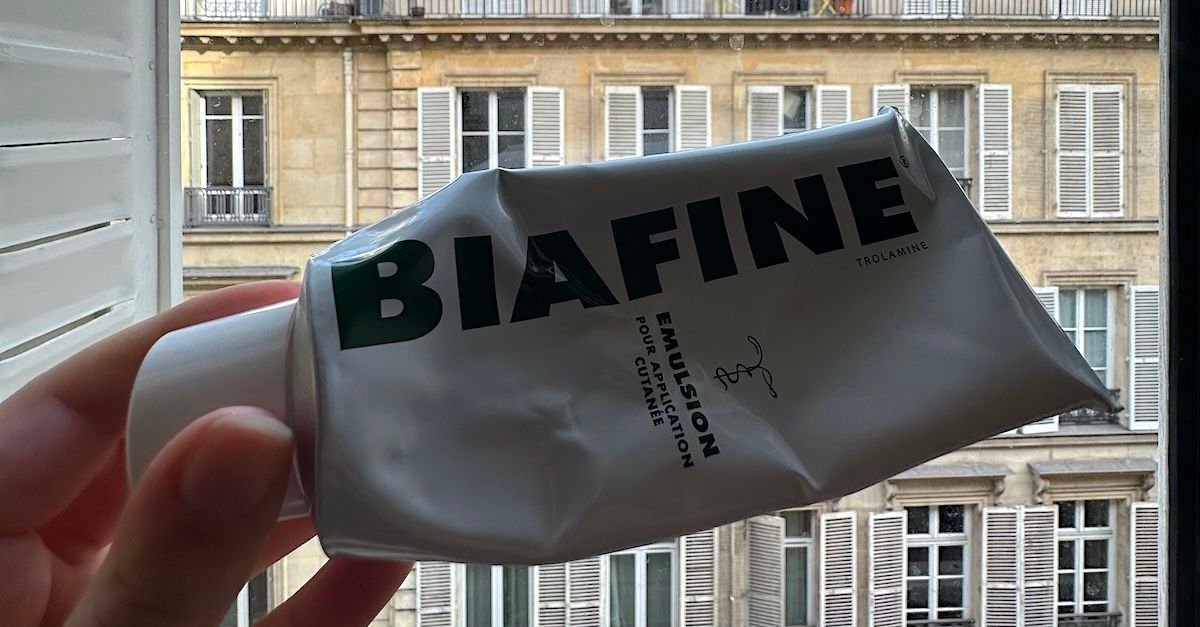 BIAFINE®
TROLAMINE
EMULSION
POUR APPLICATION
CUTANÉE